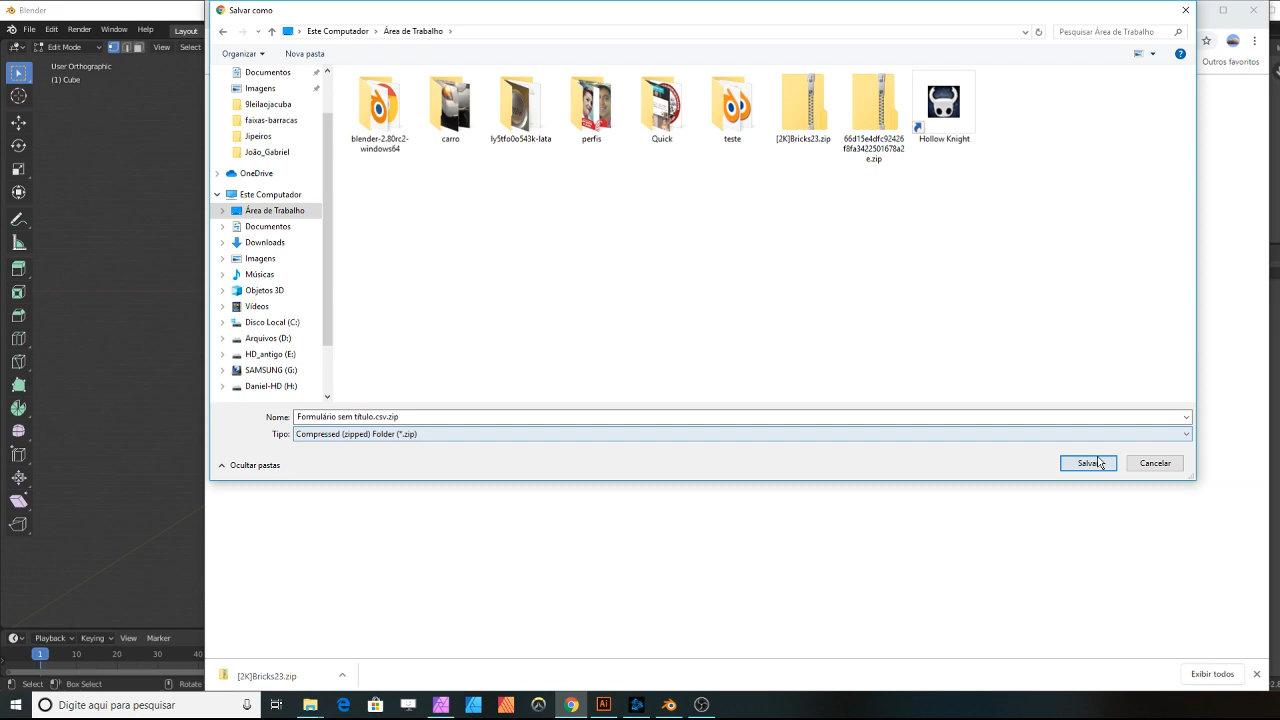 Blender
File Edit Render Window Help Layout
Edit Mode View Select
User Orthographic
(1) Cube
Salvar como
Este Computador Área de Trabalho
Pesquisar Área de Trabalho
Organizar Nova pasta
Outros favoritos
Documentos
Imagens
9leilaojacuba
faixas-barracas
Jipeiros
João_Gabriel
OneDrive
Este Computador
Área de Trabalho
Documentos
Downloads
Imagens
Músicas
Objetos 3D
Vídeos
Disco Local (C:)
Arquivos (D:)
HD_antigo (E:)
SAMSUNG (G:)
Daniel-HD (H:)
blender-2.80rc2-
windows64
carro
ly5tfo0o543k-lata
perfis
Quick
teste
[2K]Bricks23.zip
66d15e4dfc92426
f8fa3422501678a2
e.zip
Hollow Knight
Nome: Formulário sem título.csv.zip
Tipo: Compressed (zipped) Folder (*.zip)
Ocultar pastas
Cancelar
Playback Keying View Marker
1 10 20 30 40
[2K]Bricks23.zip
Exibir todos
Select Box Select Rotate
Digite aqui para pesquisar
Ai